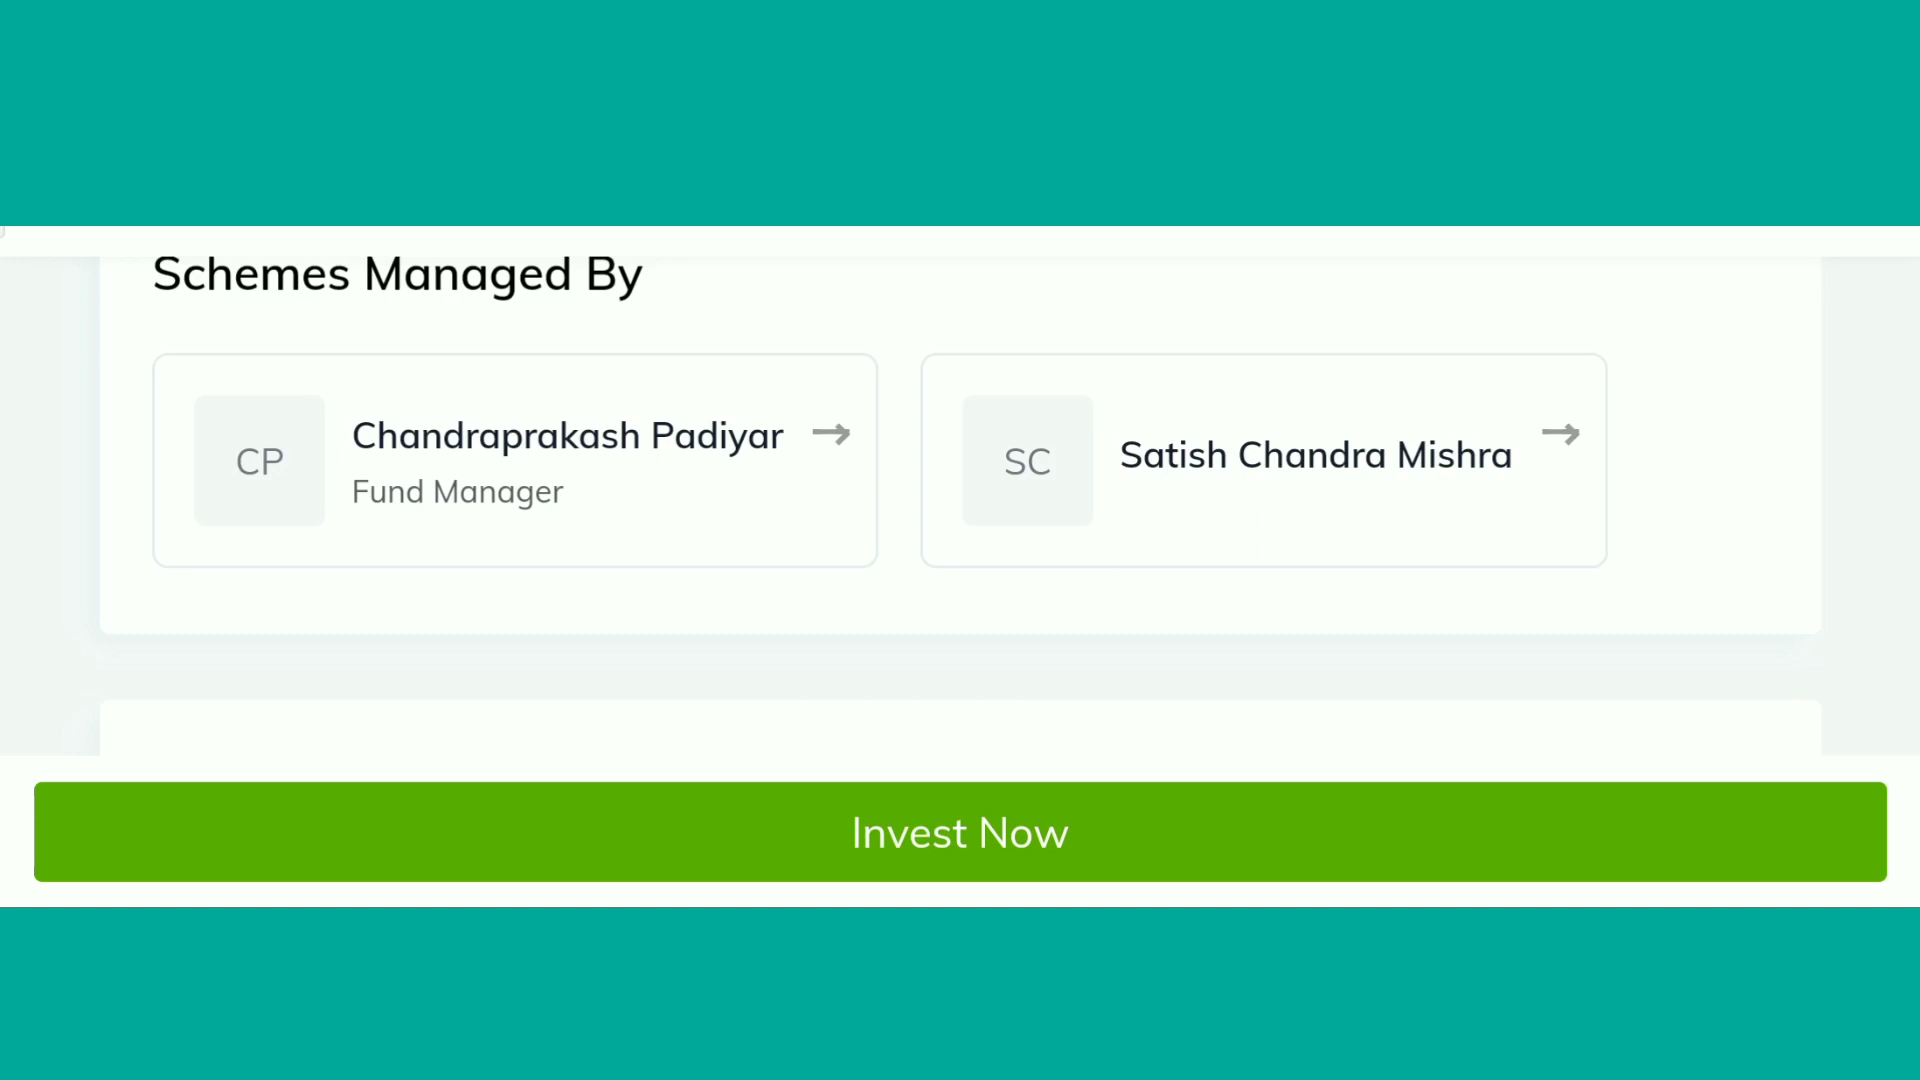 Schemes Managed By
CP
Chandraprakash Padiyar
Fund Manager
SC
Satish Chandra Mishra
Invest Now